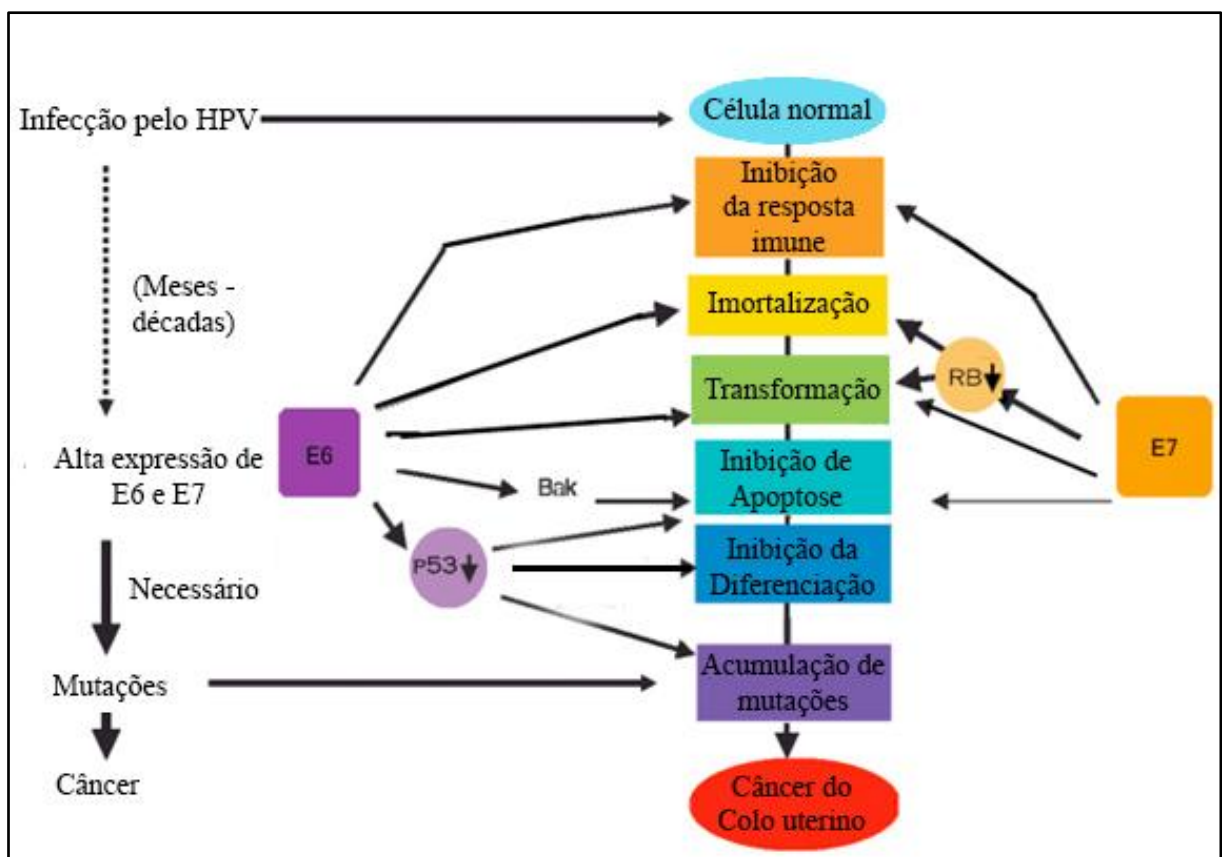 Infecção pelo HPV
(Meses -
décadas)
Alta expressão de
E6 e E7
Necessário
Mutações
Câncer
E6
Bak
P53
Célula normal
Inibição
da resposta
imune
Imortalização
Transformação
Inibição de
Apoptose
Inibição da
Diferenciação
Acumulação de
mutações
Câncer do
Colo uterino
RB
E7